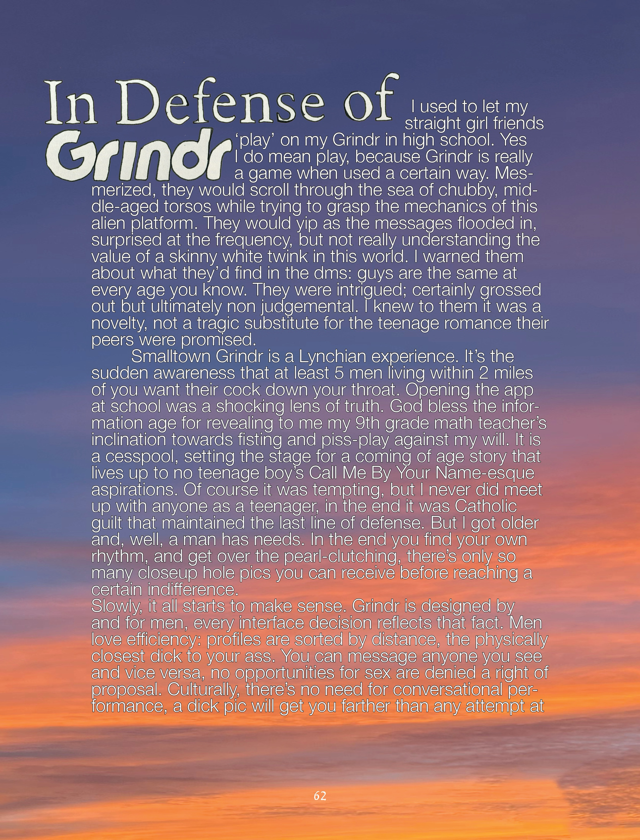 In Defense of
Grindr
I used to let my
straight girl friends
‘play’ on my Grindr in high school. Yes
I do mean play, because Grindr is really
a game when used a certain way. Mes-
merized, they would scroll through the sea of chubby, mid-
dle-aged torsos while trying to grasp the mechanics of this
alien platform. They would yip as the messages flooded in,
surprised at the frequency, but not really understanding the
value of a skinny white twink in this world. I warned them
about what they’d find in the dms: guys are the same at
every age you know. They were intrigued; certainly grossed
out but ultimately non judgemental. I knew to them it was a
novelty, not a tragic substitute for the teenage romance their
peers were promised.
Smalltown Grindr is a Lynchian experience. It’s the
sudden awareness that at least 5 men living within 2 miles
of you want their cock down your throat. Opening the app
at school was a shocking lens of truth. God bless the infor-
mation age for revealing to me my 9th grade math teacher’s
inclination towards fisting and piss-play against my will. It is
a cesspool, setting the stage for a coming of age story that
lives up to no teenage boy’s Call Me By Your Name-esque
aspirations. Of course it was tempting, but I never did meet
up with anyone as a teenager, in the end it was Catholic
guilt that maintained the last line of defense. But I got older
and, well, a man has needs. In the end you find your own
rhythm, and get over the pearl-clutching, there’s only so
many closeup hole pics you can receive before reaching a
certain indifference.
Slowly, it all starts to make sense. Grindr is designed by
and for men, every interface decision reflects that fact. Men
love efficiency: profiles are sorted by distance, the physically
closest dick to your ass. You can message anyone you see
and vice versa, no opportunities for sex are denied a right of
proposal. Culturally, there’s no need for conversational per-
formance, a dick pic will get you farther than any attempt at
62